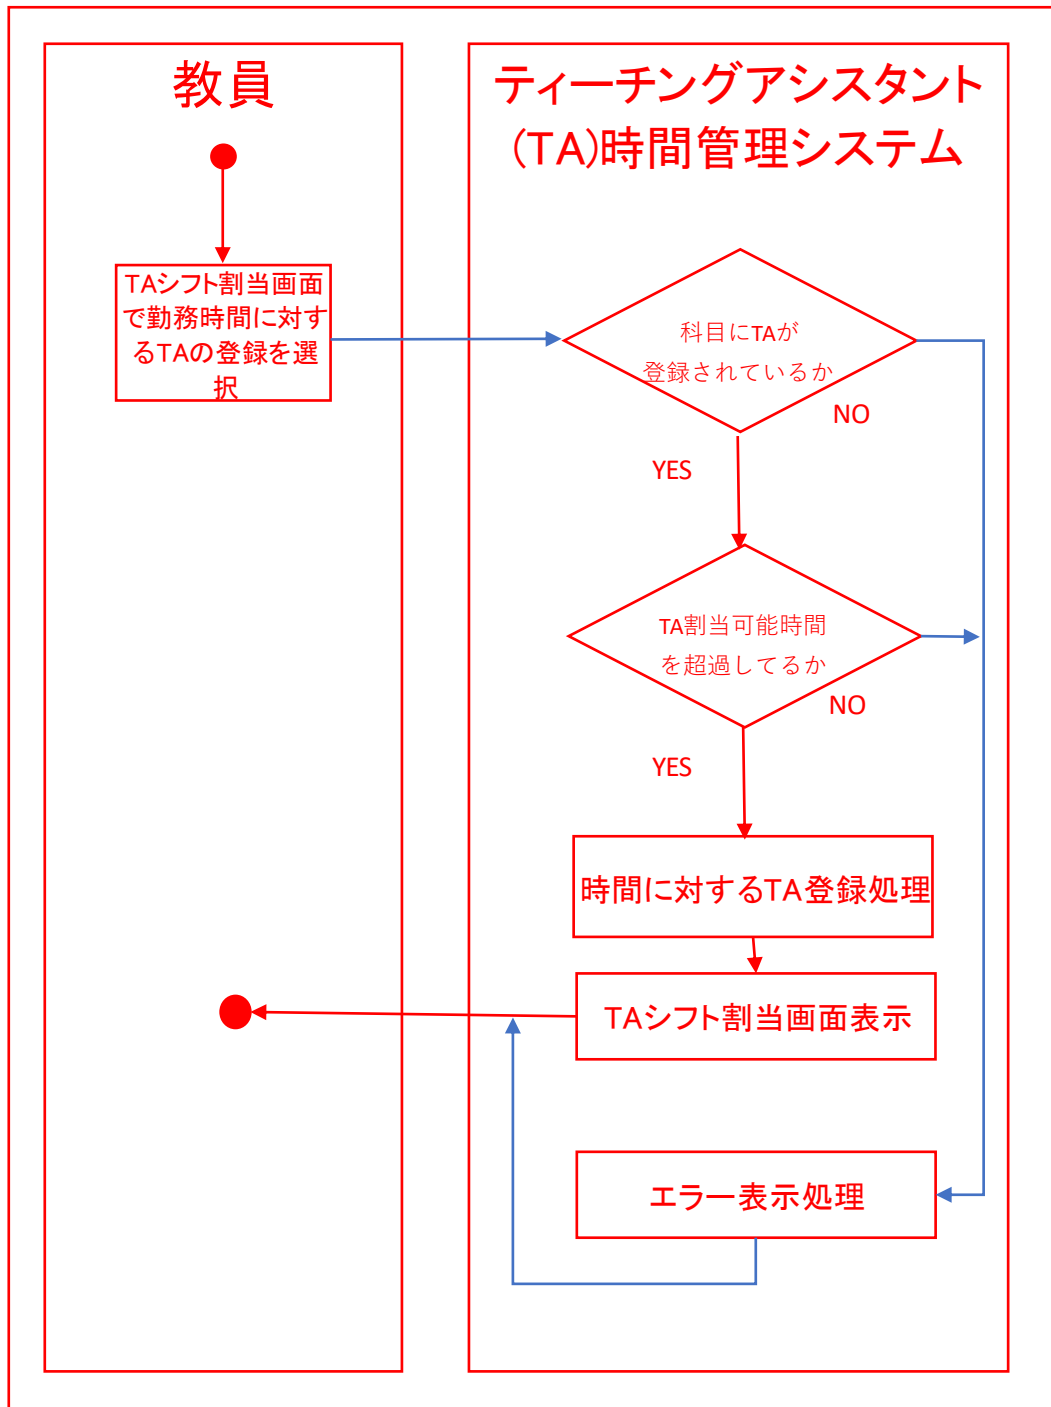 教員
ティーチングアシスタント
(TA)時間管理システム
TAシフト割当画面
で勤務時間に対す
るTAの登録を選
択
科目にTAが
登録されているか
NO
YES
TA割当可能時間
を超過してるか
NO
YES
時間に対するTA登録処理
TAシフト割当画面表示
エラー表示処理